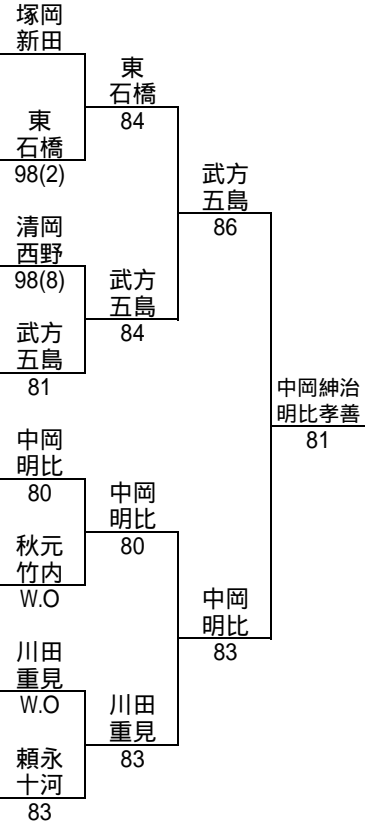 塚岡
新田
東
石橋
98(2)
清岡
西野
98(8)
武方
五島
81
中岡
明比
80
秋元
竹内
W.O
川田
重見
W.O
頼永
十河
83
東
石橋
84
武方
五島
84
中岡
明比
80
川田
重見
83
武方
五島
86
中岡
明比
83
中岡紳治
明比孝善
81